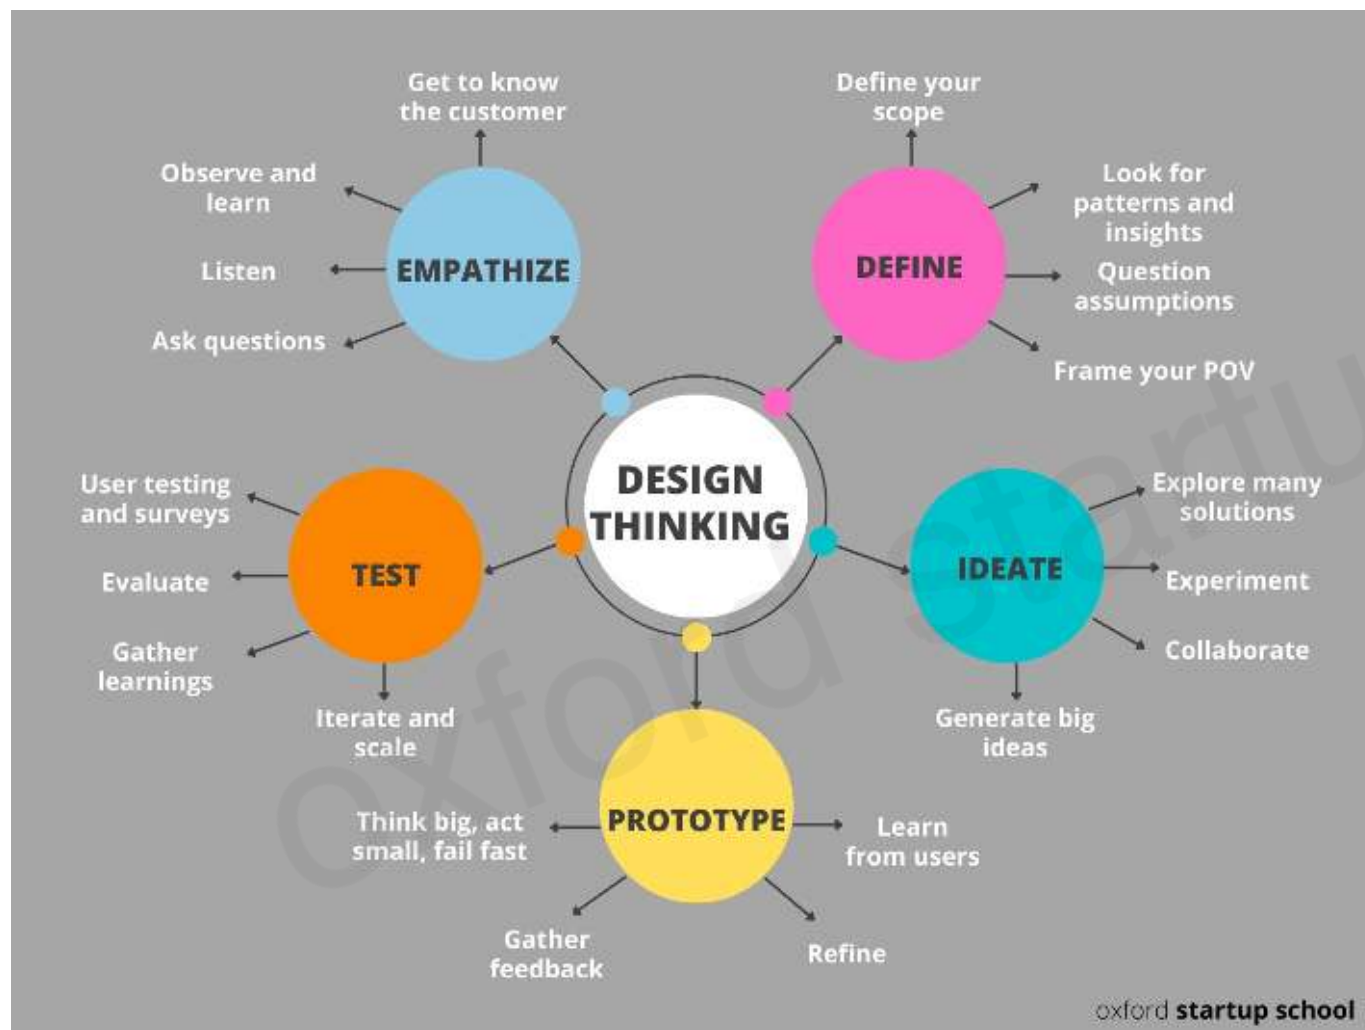 Get to know
the customer
Observe and
learn
Listen
Ask questions
EMPATHIZE
Define your
scope
Look for
patterns and
insights
Question
assumptions
Frame your POV
DEFINE
DESIGN
THINKING
User testing
and surveys
Evaluate
Gather
learnings
Iterate and
scale
TEST
Explore many
solutions
Experiment
Collaborate
Generate big
ideas
IDEATE
Think big, act
small, fail fast
Gather
feedback
PROTOTYPE
Learn
from users
Refine
oxford startu
oxford startup school